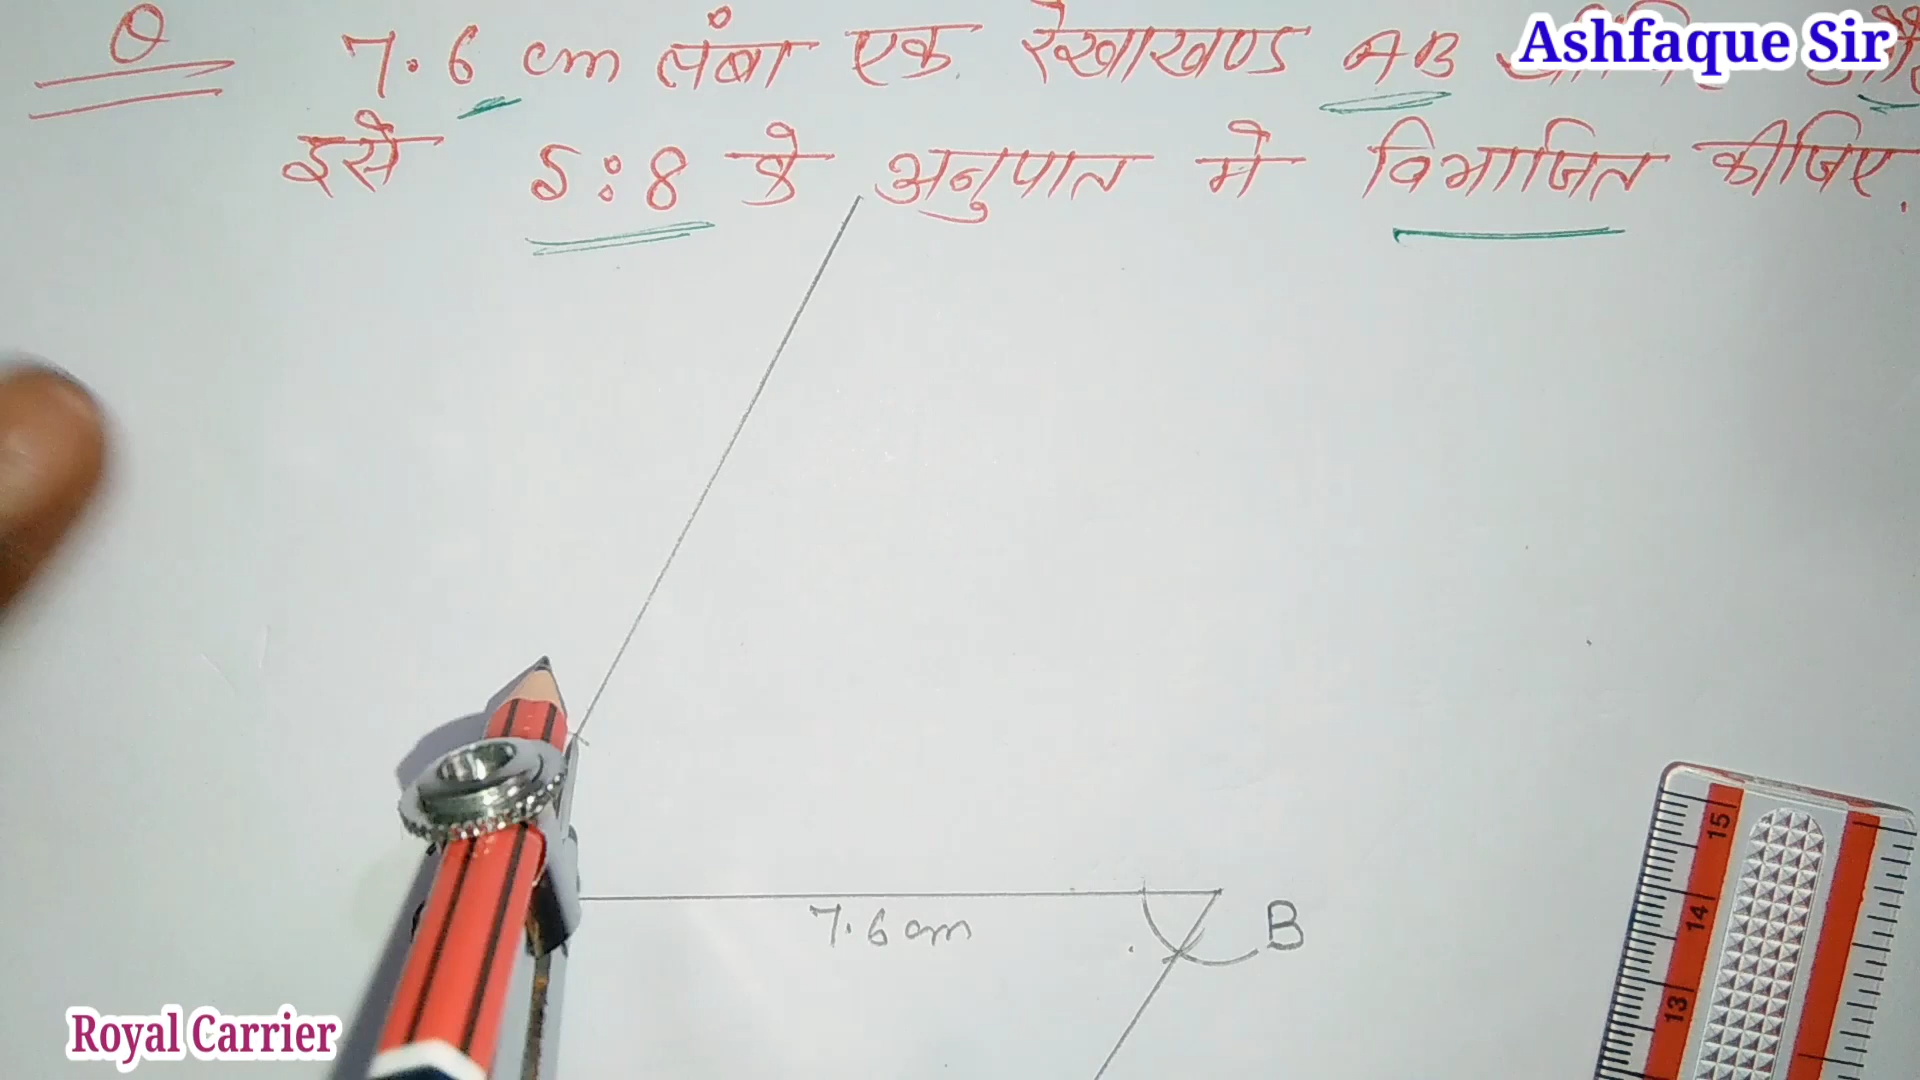 Q 7.6 cm लंबा एक रेखाखण्ड AB
Ashfaque Sir
इसे 5:8 के अनुपात मे विभाजित कीजिए.
7.6 cm
B
15
14
13
Royal Carrier